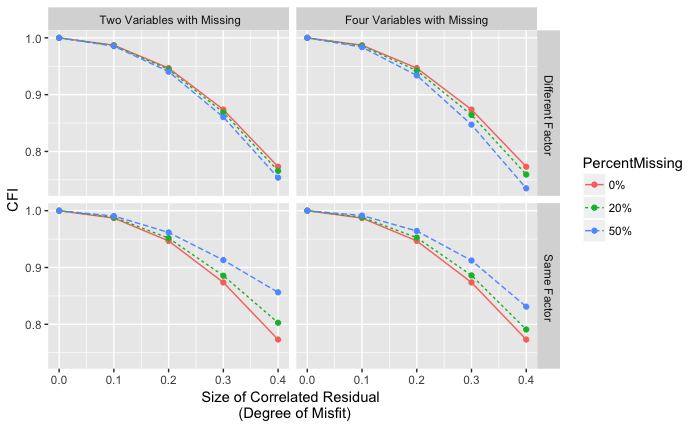 Two Variables with Missing
Four Variables with Missing
1.0
0.9
0.8
Different Factor
1.0
0.9
0.8
Same Factor
CFI
0.0 0.1 0.2 0.3 0.4
0.0 0.1 0.2 0.3 0.4
Size of Correlated Residual
(Degree of Misfit)
PercentMissing
0%
20%
50%